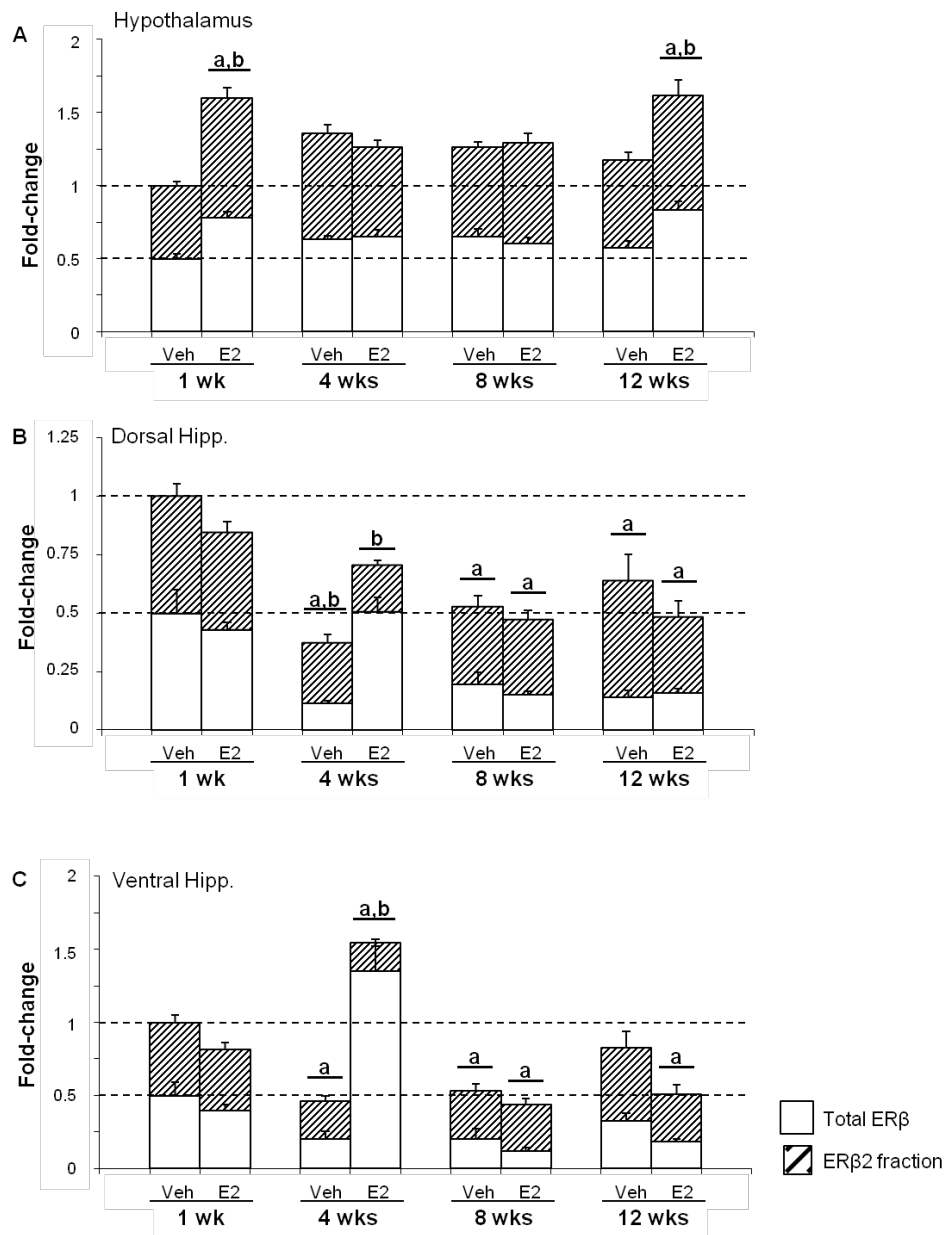 A Hypothalamus
2
1.5
1
0.5
0
Fold-change
a,b
a,b
Veh E2 Veh E2 Veh E2 Veh E2
1 wk 4 wks 8 wks 12 wks
B Dorsal Hipp.
1.25
1
0.75
0.5
0.25
0
Fold-change
a,b
b
a
a
a
a
Veh E2 Veh E2 Veh E2 Veh E2
1 wk 4 wks 8 wks 12 wks
C Ventral Hipp.
2
1.5
1
0.5
0
Fold-change
a
a,b
a
a
a
Veh E2 Veh E2 Veh E2 Veh E2
1 wk 4 wks 8 wks 12 wks
Total ERβ
ERβ2 fraction